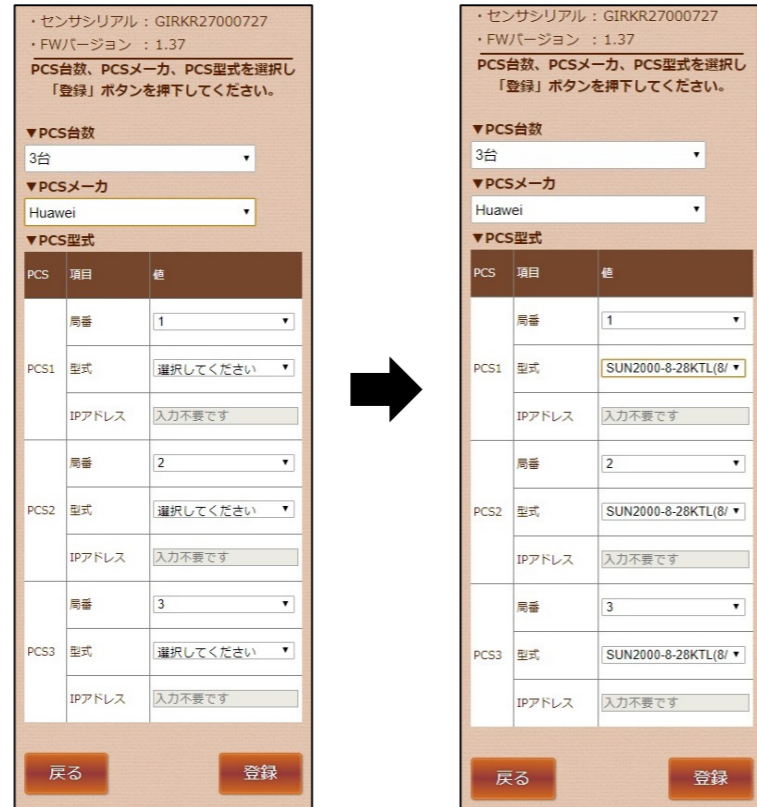 ・センサシリアル : GIRKR27000727
・FWバージョン : 1.37
PCS台数、PCSメーカ、PCS型式を選択し
「登録」ボタンを押下してください。
▼PCS台数
3台
▼PCSメーカ
Huawei
▼PCS型式
PCS 項目 値
局番 1
PCS1 型式 選択してください
IPアドレス 入力不要です
局番 2
PCS2 型式 選択してください
IPアドレス 入力不要です
局番 3
PCS3 型式 選択してください
IPアドレス 入力不要です
戻る 登録
・センサシリアル : GIRKR27000727
・FWバージョン : 1.37
PCS台数、PCSメーカ、PCS型式を選択し
「登録」ボタンを押下してください。
▼PCS台数
3台
▼PCSメーカ
Huawei
▼PCS型式
PCS 項目 値
局番 1
PCS1 型式 SUN2000-8-28KTL(8/
IPアドレス 入力不要です
局番 2
PCS2 型式 SUN2000-8-28KTL(8/
IPアドレス 入力不要です
局番 3
PCS3 型式 SUN2000-8-28KTL(8/
IPアドレス 入力不要です
戻る 登録